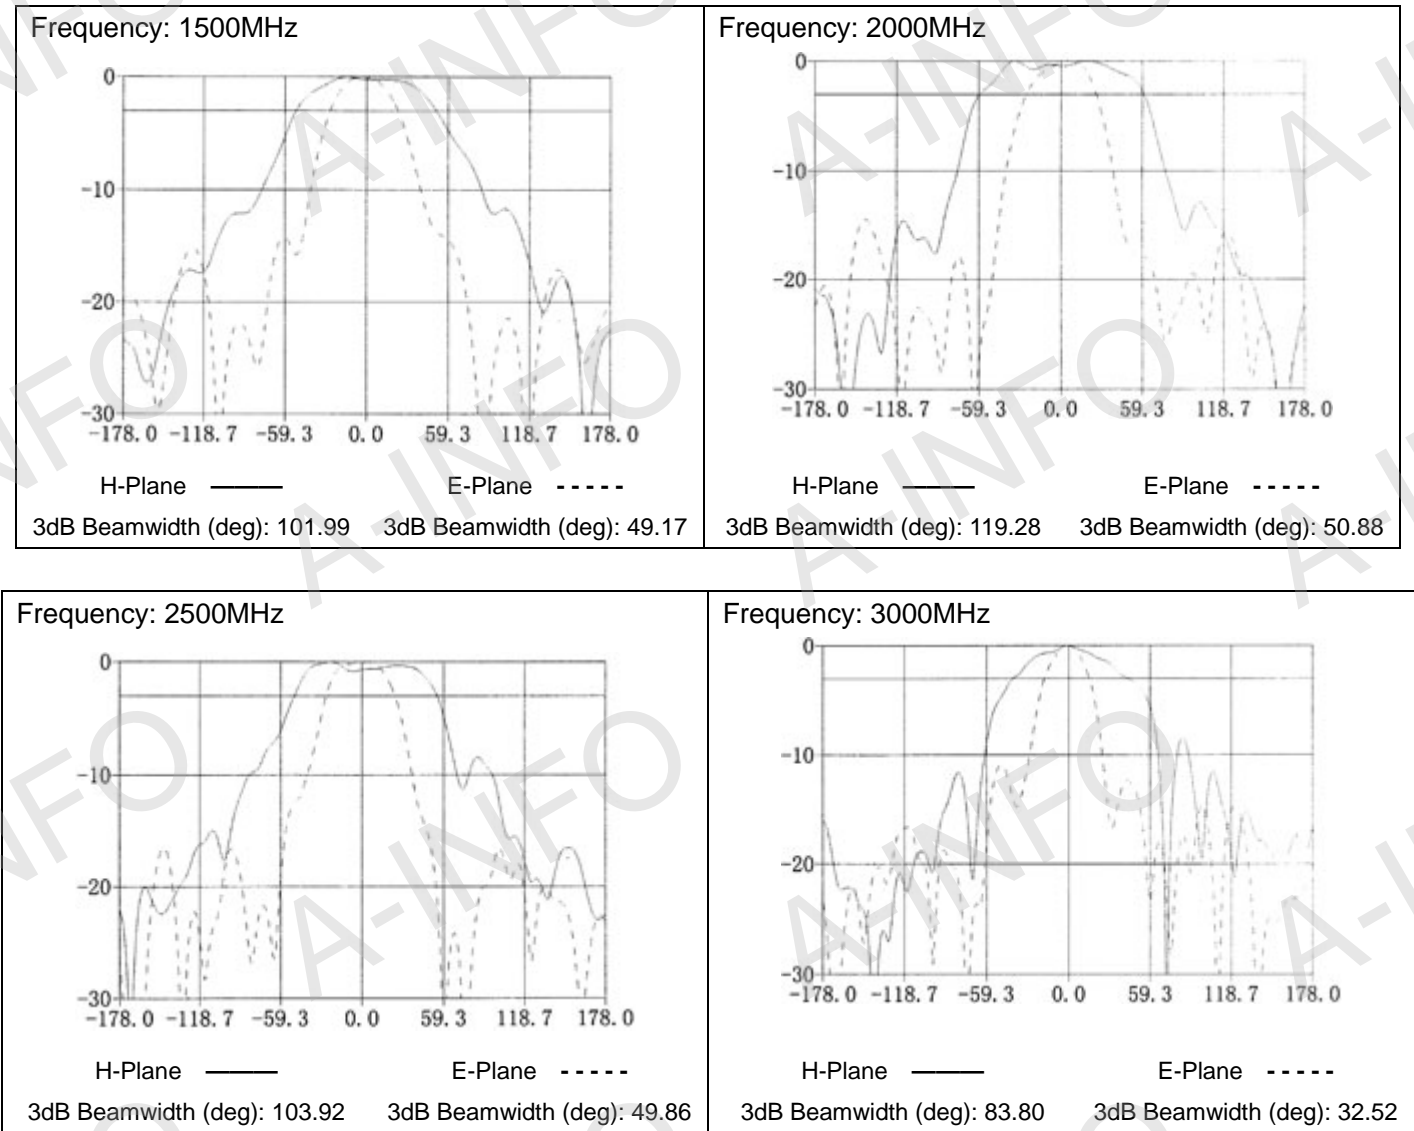 Frequency: 1500MHz
0
-10
-20
-30
-178.0 -118.7 -59.3 0.0 59.3 118.7 178.0
H-Plane E-Plane
3dB Beamwidth (deg): 101.99 3dB Beamwidth (deg): 49.17
Frequency: 2000MHz
0
-10
-20
-30
-178.0 -118.7 -59.3 0.0 59.3 118.7 178.0
H-Plane E-Plane
3dB Beamwidth (deg): 119.28 3dB Beamwidth (deg): 50.88
Frequency: 2500MHz
0
-10
-20
-30
-178.0 -118.7 -59.3 0.0 59.3 118.7 178.0
H-Plane E-Plane
3dB Beamwidth (deg): 103.92 3dB Beamwidth (deg): 49.86
Frequency: 3000MHz
0
-10
-20
-30
-178.0 -118.7 -59.3 0.0 59.3 118.7 178.0
H-Plane E-Plane
3dB Beamwidth (deg): 83.80 3dB Beamwidth (deg): 32.52
A-INFO
A-INFO
A-INFO
A-INFO
A-INFO